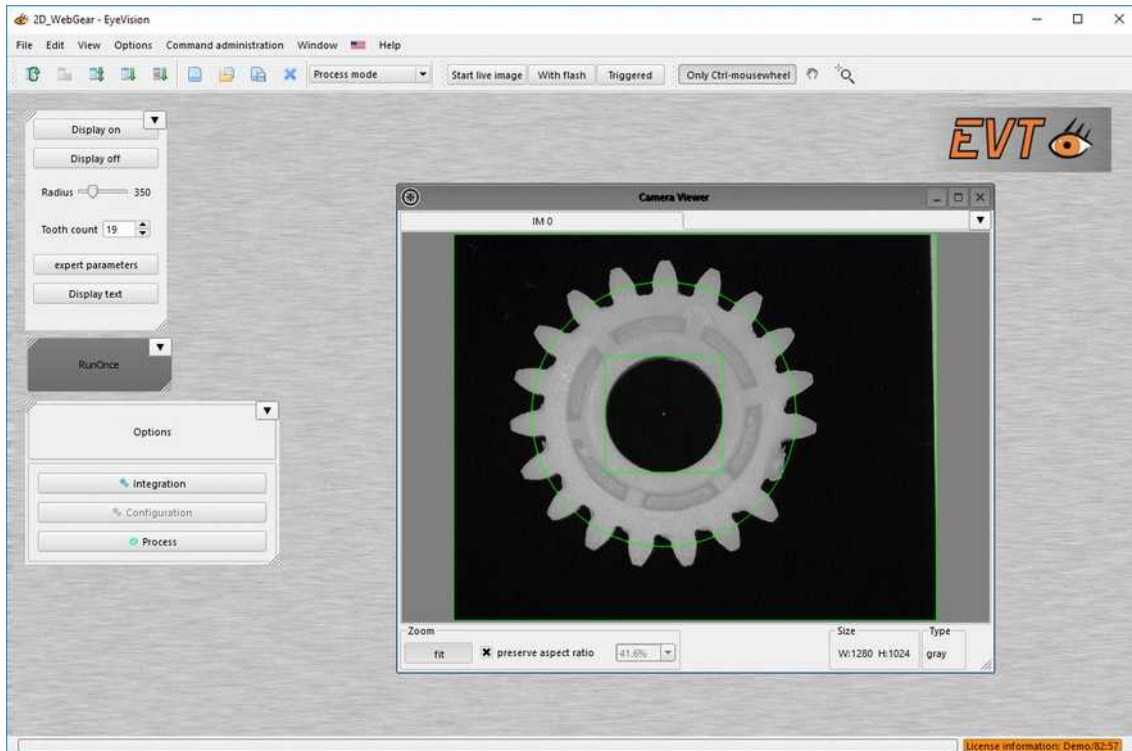 2D_WebGear - EyeVision
File Edit View Options Command administration Window Help
Process mode Start live image With flash Triggered Only Ctrl-mousewheel
EVT
Display on
Display off
Radius 350
Tooth count 19
expert parameters
Display text
RunOnce
Options
Integration
Configuration
Process
Camera Viewer
IM 0
Zoom
fit preserve aspect ratio 41.6%
Size
W:1280 H:1024
Type
gray
License information: Demo/82:57